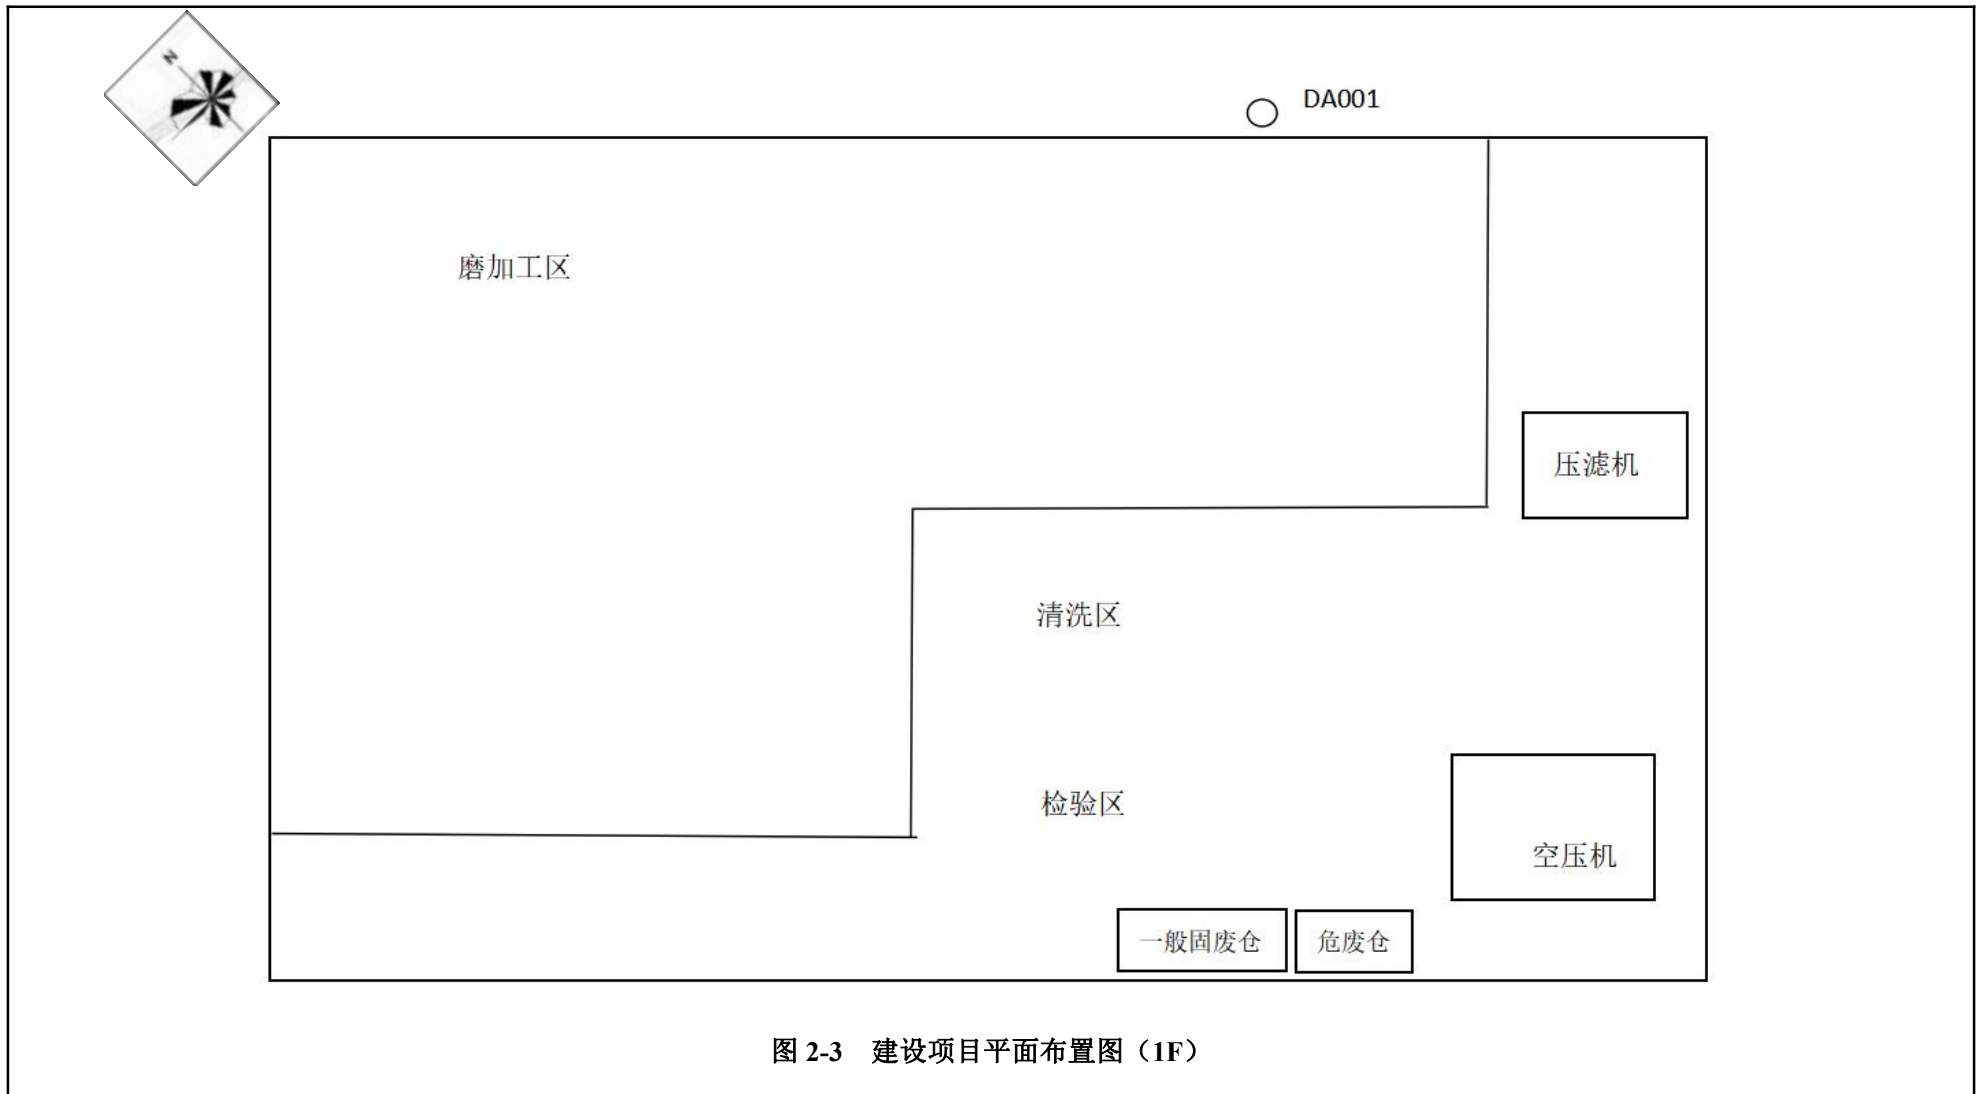 N
DA001
磨加工区
压滤机
清洗区
检验区
空压机
一般固废仓
危废仓
图 2-3 建设项目平面布置图（1F）